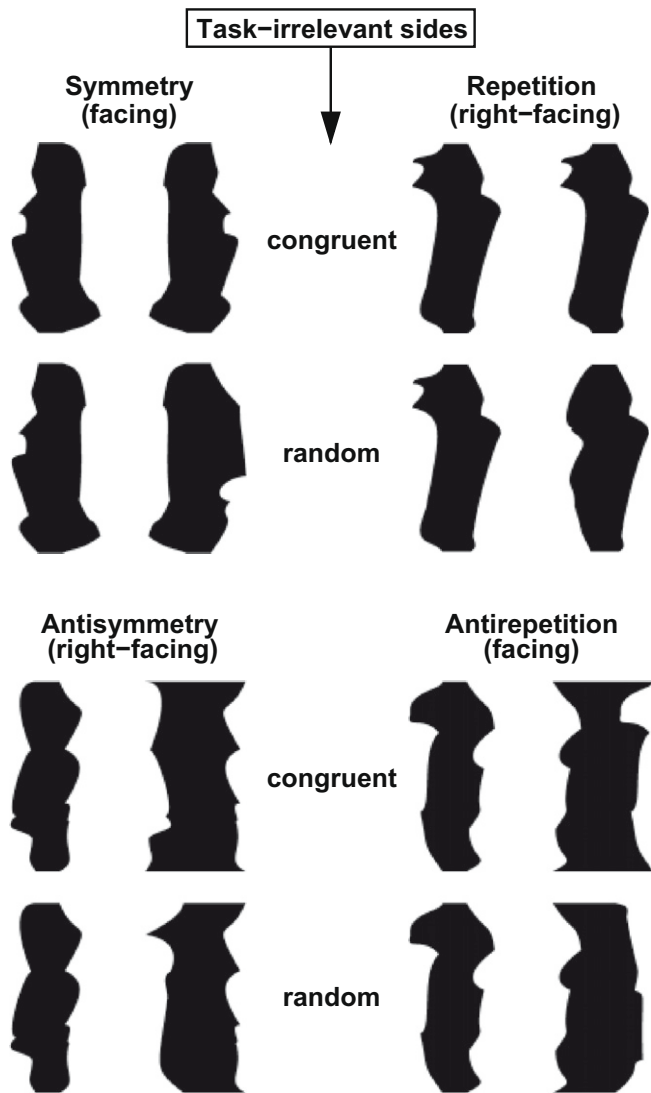 Task−irrelevant sides
Symmetry
(facing)
Repetition
(right−facing)
congruent
random
Antisymmetry
(right−facing)
Antirepetition
(facing)
congruent
random